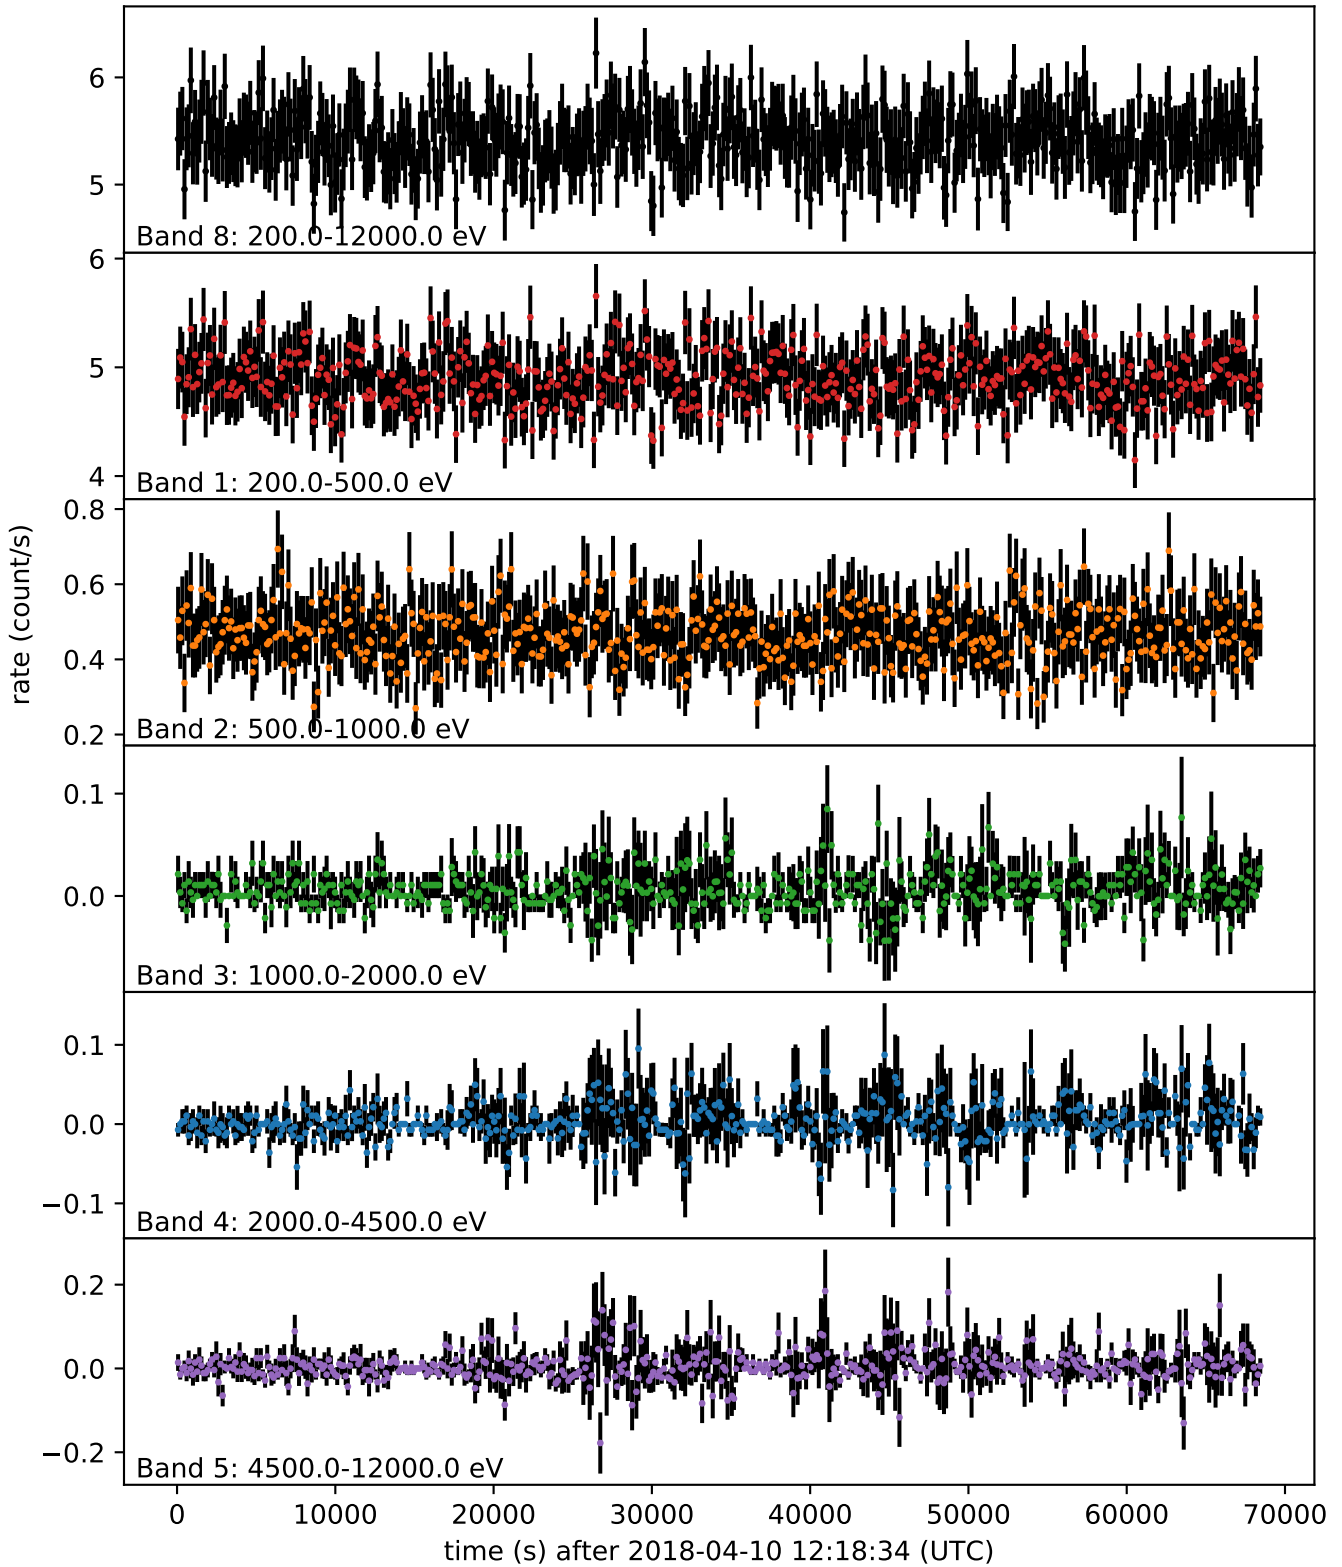 6
5
Band 8: 200.0-12000.0 eV
6
5
4
Band 1: 200.0-500.0 eV
0.8
0.6
0.4
0.2
Band 2: 500.0-1000.0 eV
rate (count/s)
0.1
0.0
Band 3: 1000.0-2000.0 eV
0.1
0.0
−0.1
Band 4: 2000.0-4500.0 eV
0.2
0.0
−0.2
Band 5: 4500.0-12000.0 eV
0 10000 20000 30000 40000 50000 60000 70000
time (s) after 2018-04-10 12:18:34 (UTC)